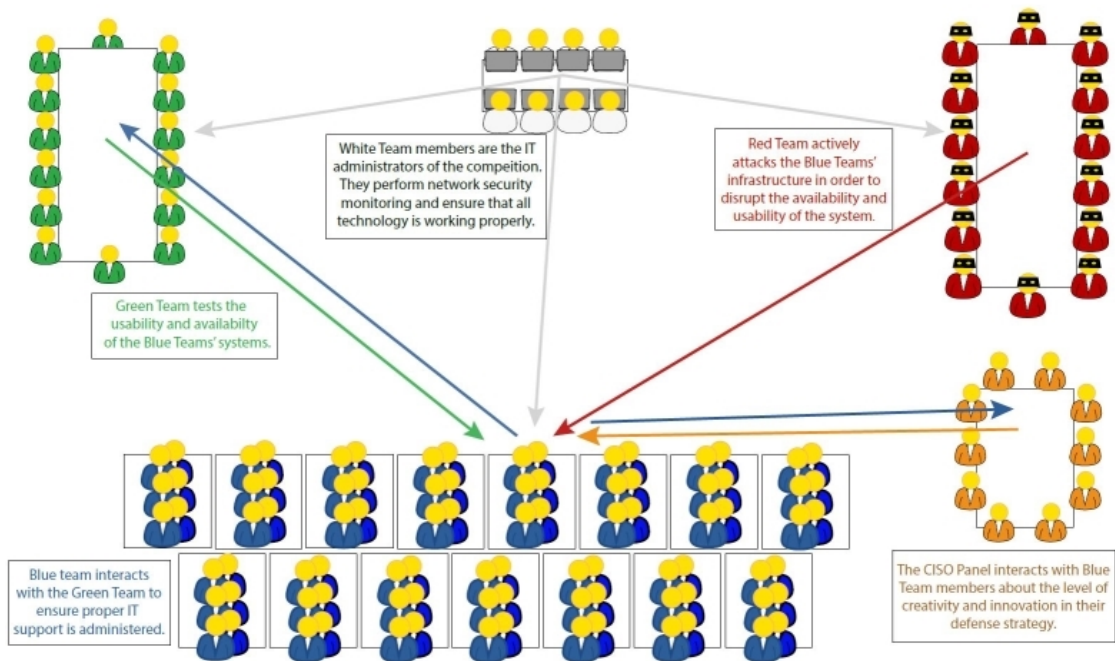 White Team members are the IT
administrators of the compeition.
They perform network security
monitoring and ensure that all
technology is working properly.
Red Team actively
attacks the Blue Teams'
infrastructure in order to
disrupt the availability and
usability of the system.
Green Team tests the
usability and availabilty
of the Blue Teams' systems.
Blue team interacts
with the Green Team to
ensure proper IT
support is administered.
The CISO Panel interacts with Blue
Team members about the level of
creativity and innovation in their
defense strategy.